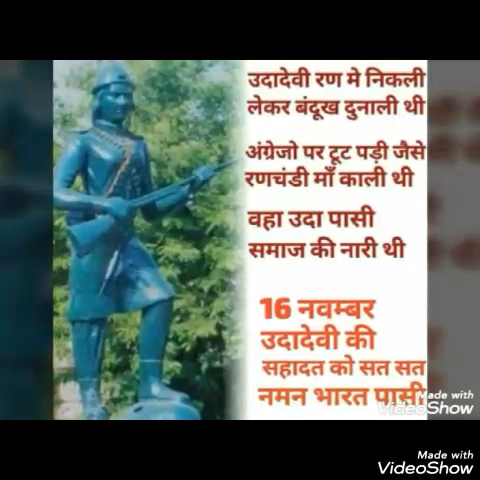 उदादेवी रण मे निकली
लेकर बंदूख दुनाली थी
अंग्रेजो पर टूट पड़ी जैसे
रणचंडी माँ काली थी
वहा उदा पासी
समाज की नारी थी
16 नवम्बर
उदादेवी की
सहादत को सत सत
नमन भारत पासी
Made with
VideoShow
Made with
VideoShow